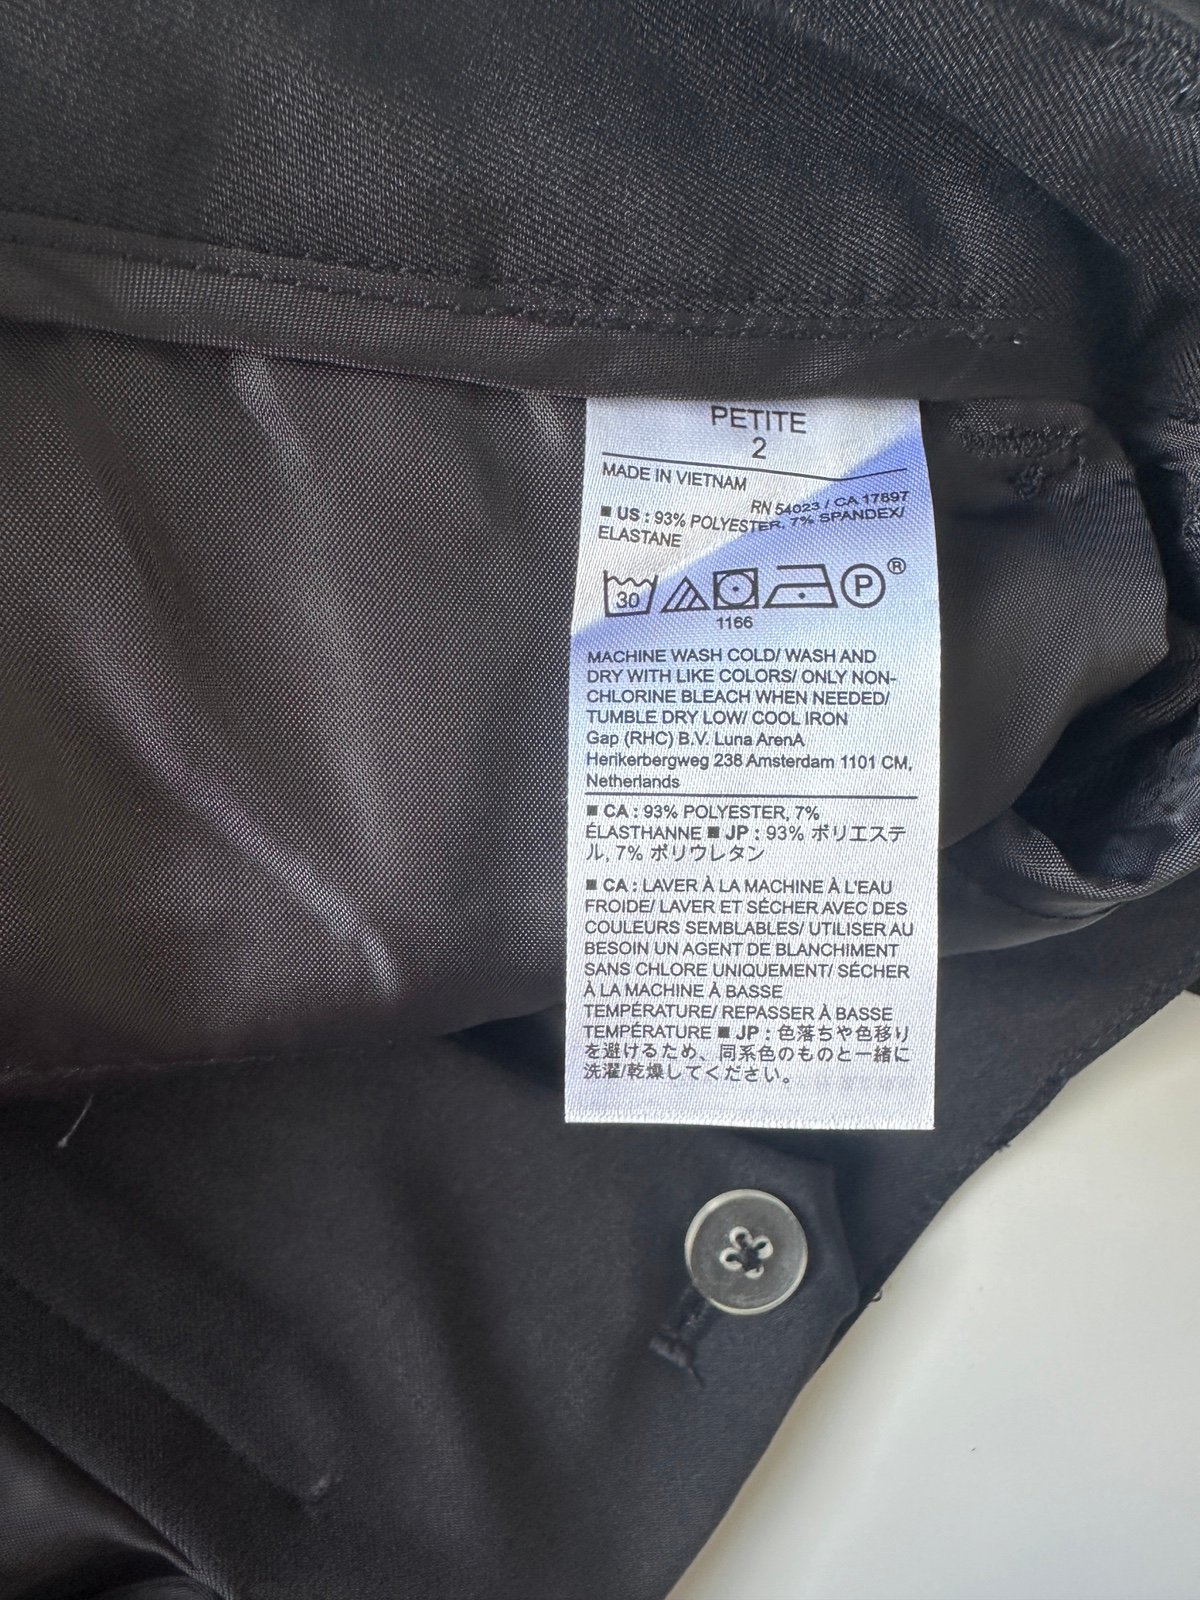 PETITE
2
MADE IN VIETNAM
RN 54023 / CA 17897
■ US : 93% POLYESTER, 7% SPANDEX/
ELASTANE
30 P ®
1166
MACHINE WASH COLD/ WASH AND
DRY WITH LIKE COLORS/ ONLY NON-
CHLORINE BLEACH WHEN NEEDED/
TUMBLE DRY LOW/ COOL IRON
Gap (RHC) B.V. Luna ArenA
Herikerbergweg 238 Amsterdam 1101 CM,
Netherlands
■ CA : 93% POLYESTER, 7%
ÉLASTHANNE ■ JP : 93% ポリエステ
ル, 7% ポリウレタン
■ CA : LAVER À LA MACHINE À L'EAU
FROIDE/ LAVER ET SÉCHER AVEC DES
COULEURS SEMBLABLES/ UTILISER AU
BESOIN UN AGENT DE BLANCHIMENT
SANS CHLORE UNIQUEMENT/ SÉCHER
À LA MACHINE À BASSE
TEMPÉRATURE/ REPASSER À BASSE
TEMPÉRATURE ■ JP : 色落ちや色移り
を避けるため、同系色のものと一緒に
洗濯/乾燥してください。